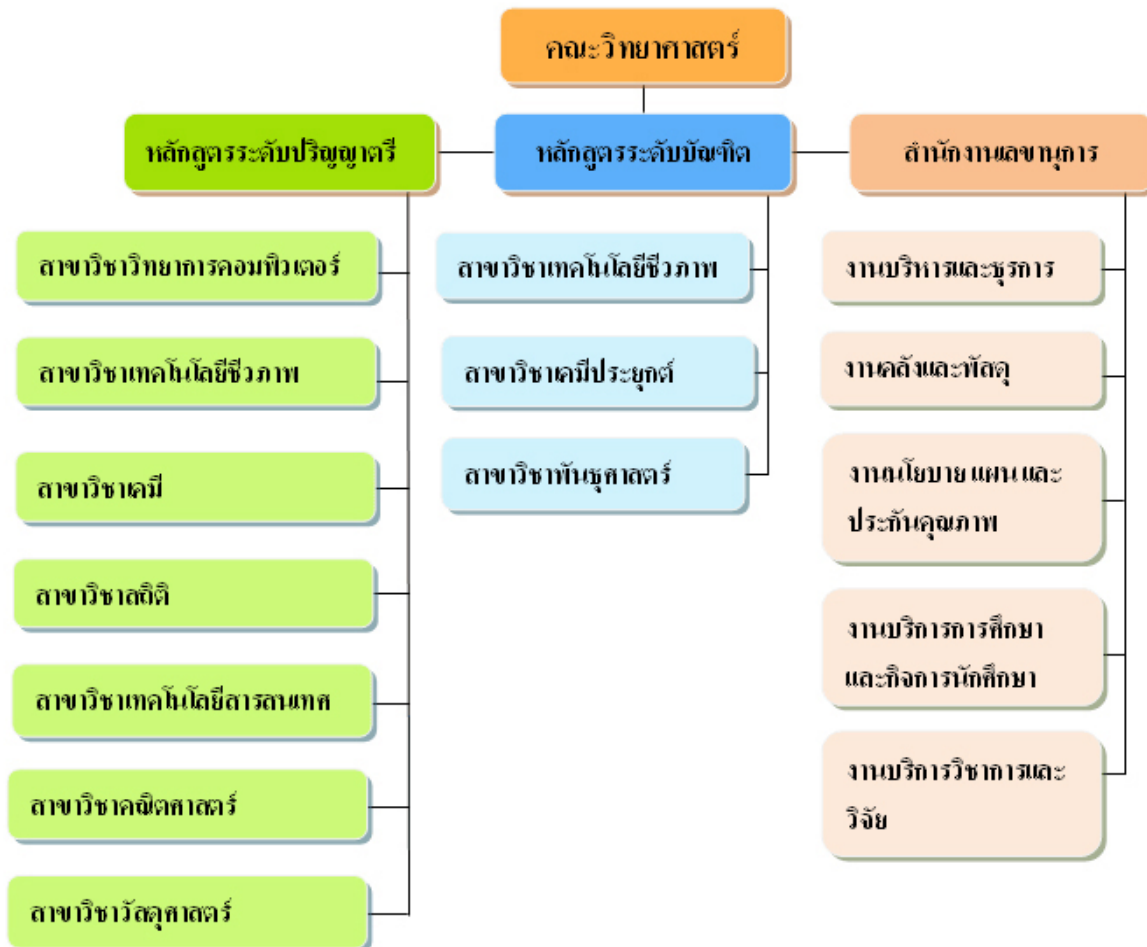 คณะวิทยาศาสตร์
หลักสูตรระดับปริญญาตรี
หลักสูตรระดับบัณฑิต
สำนักงานเลขานุการ
สาขาวิชาวิทยาการคอมพิวเตอร์
สาขาวิชาเทคโนโลยีชีวภาพ
สาขาวิชาเคมี
สาขาวิชาสถิติ
สาขาวิชาเทคโนโลยีสารสนเทศ
สาขาวิชาคณิตศาสตร์
สาขาวิชาวัสดุศาสตร์
สาขาวิชาเทคโนโลยีชีวภาพ
สาขาวิชาเคมีประยุกต์
สาขาวิชาพันธุศาสตร์
งานบริหารและธุรการ
งานคลังและพัสดุ
งานนโยบาย แผน และ
ประกันคุณภาพ
งานบริการการศึกษา
และกิจการนักศึกษา
งานบริการวิชาการและ
วิจัย